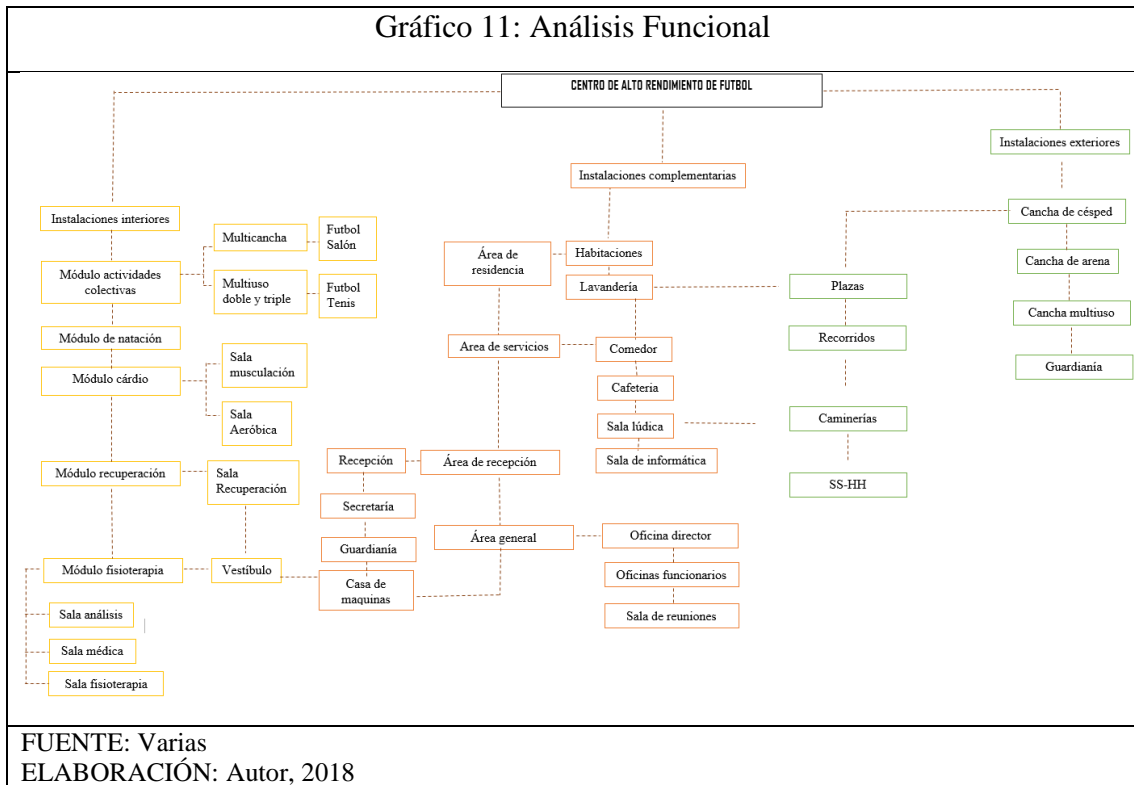 Gráfico 11: Análisis Funcional
CENTRO DE ALTO RENDIMIENTO DE FUTBOL
Instalaciones interiores
Módulo actividades
colectivas
Multicancha
Futbol
Salón
Multiuso
doble y triple
Futbol
Tenis
Módulo de natación
Módulo cárdio
Sala
musculación
Sala
Aeróbica
Módulo recuperación
Sala
Recuperación
Módulo fisioterapia
Vestíbulo
Sala análisis
Sala médica
Sala fisioterapia
Instalaciones complementarias
Área de
residencia
Habitaciones
Lavandería
Area de servicios
Comedor
Cafeteria
Sala lúdica
Sala de informática
Recepción
Área de recepción
Secretaría
Guardianía
Casa de
maquinas
Área general
Oficina director
Oficinas funcionarios
Sala de reuniones
Instalaciones exteriores
Cancha de césped
Cancha de arena
Cancha multiuso
Guardianía
Plazas
Recorridos
Caminerías
SS-HH
FUENTE: Varias
ELABORACIÓN: Autor, 2018